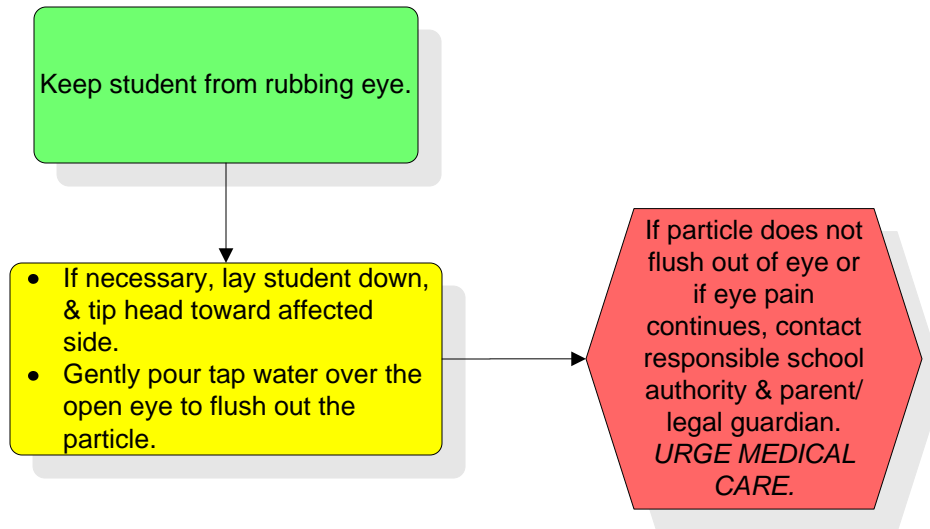 Keep student from rubbing eye.
• If necessary, lay student down,
& tip head toward affected
side.
• Gently pour tap water over the
open eye to flush out the
particle.
If particle does not
flush out of eye or
if eye pain
continues, contact
responsible school
authority & parent/
legal guardian.
URGE MEDICAL
CARE.